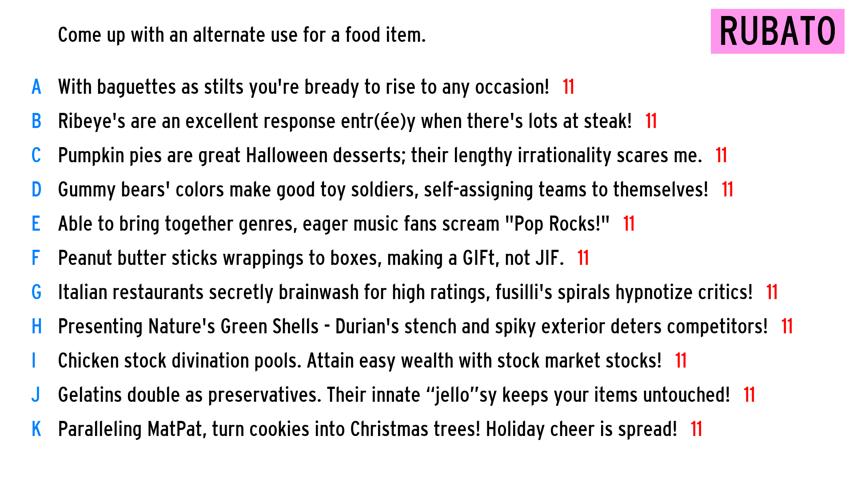 Come up with an alternate use for a food item.
RUBATO
A With baguettes as stilts you're bready to rise to any occasion! 11
B Ribeye's are an excellent response entr(ée)y when there's lots at steak! 11
C Pumpkin pies are great Halloween desserts; their lengthy irrationality scares me. 11
D Gummy bears' colors make good toy soldiers, self-assigning teams to themselves! 11
E Able to bring together genres, eager music fans scream "Pop Rocks!" 11
F Peanut butter sticks wrappings to boxes, making a GIFt, not JIF. 11
G Italian restaurants secretly brainwash for high ratings, fusilli's spirals hypnotize critics! 11
H Presenting Nature's Green Shells - Durian's stench and spiky exterior deters competitors! 11
I Chicken stock divination pools. Attain easy wealth with stock market stocks! 11
J Gelatins double as preservatives. Their innate “jello”sy keeps your items untouched! 11
K Paralleling MatPat, turn cookies into Christmas trees! Holiday cheer is spread! 11